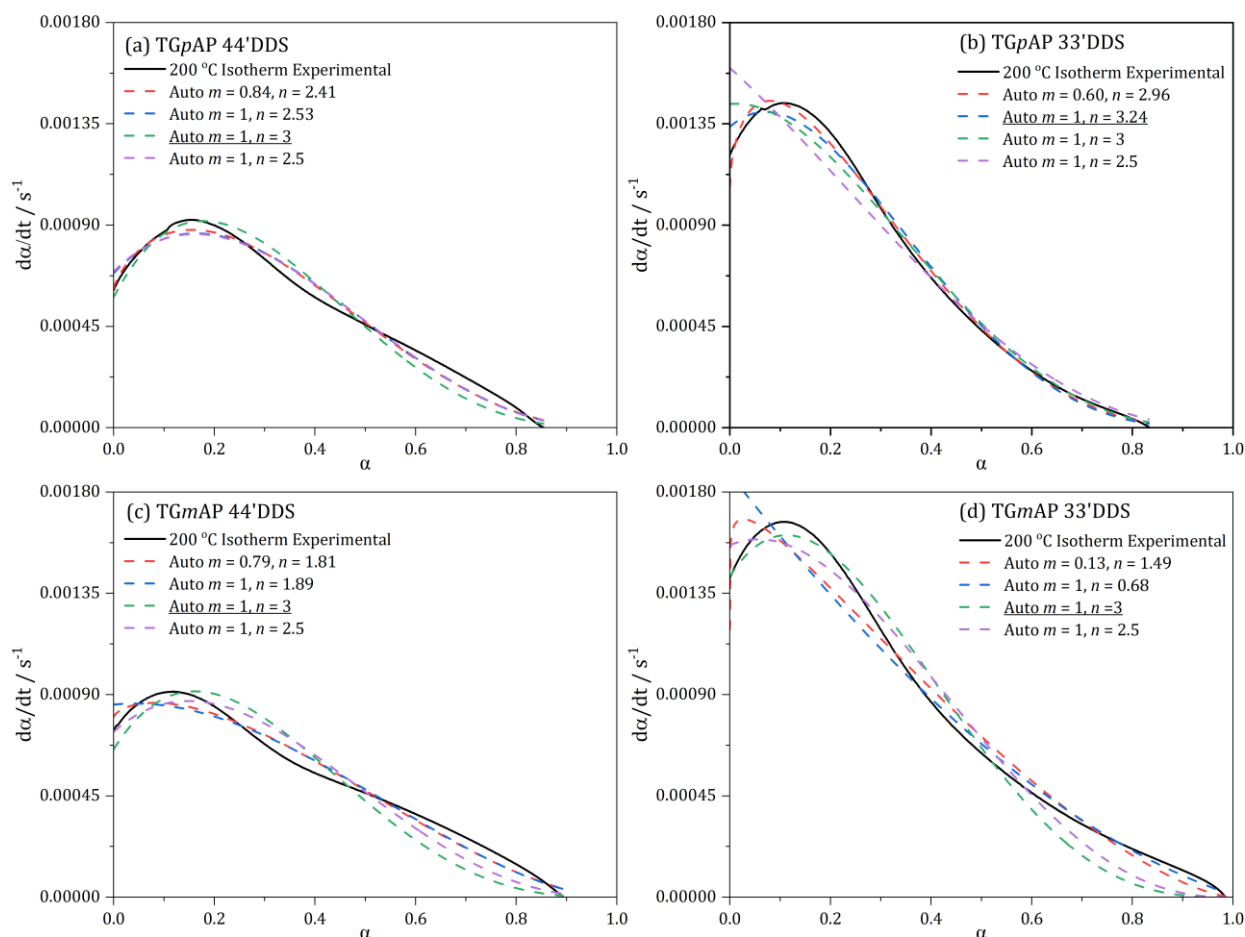 (a) TGpAP 44'DDS
200 °C Isotherm Experimental
Auto m = 0.84, n = 2.41
Auto m = 1, n = 2.53
Auto m = 1, n = 3
Auto m = 1, n = 2.5
0.00180
0.00135
0.00090
0.00045
0.00000
dα/dt / s⁻¹
0.0 0.2 0.4 0.6 0.8 1.0
α
(b) TGpAP 33'DDS
200 °C Isotherm Experimental
Auto m = 0.60, n = 2.96
Auto m = 1, n = 3.24
Auto m = 1, n = 3
Auto m = 1, n = 2.5
0.00180
0.00135
0.00090
0.00045
0.00000
dα/dt / s⁻¹
0.0 0.2 0.4 0.6 0.8 1.0
α
(c) TGmAP 44'DDS
200 °C Isotherm Experimental
Auto m = 0.79, n = 1.81
Auto m = 1, n = 1.89
Auto m = 1, n = 3
Auto m = 1, n = 2.5
0.00180
0.00135
0.00090
0.00045
0.00000
dα/dt / s⁻¹
0.0 0.2 0.4 0.6 0.8 1.0
α
(d) TGmAP 33'DDS
200 °C Isotherm Experimental
Auto m = 0.13, n = 1.49
Auto m = 1, n = 0.68
Auto m = 1, n =3
Auto m = 1, n = 2.5
0.00180
0.00135
0.00090
0.00045
0.00000
dα/dt / s⁻¹
0.0 0.2 0.4 0.6 0.8 1.0
α